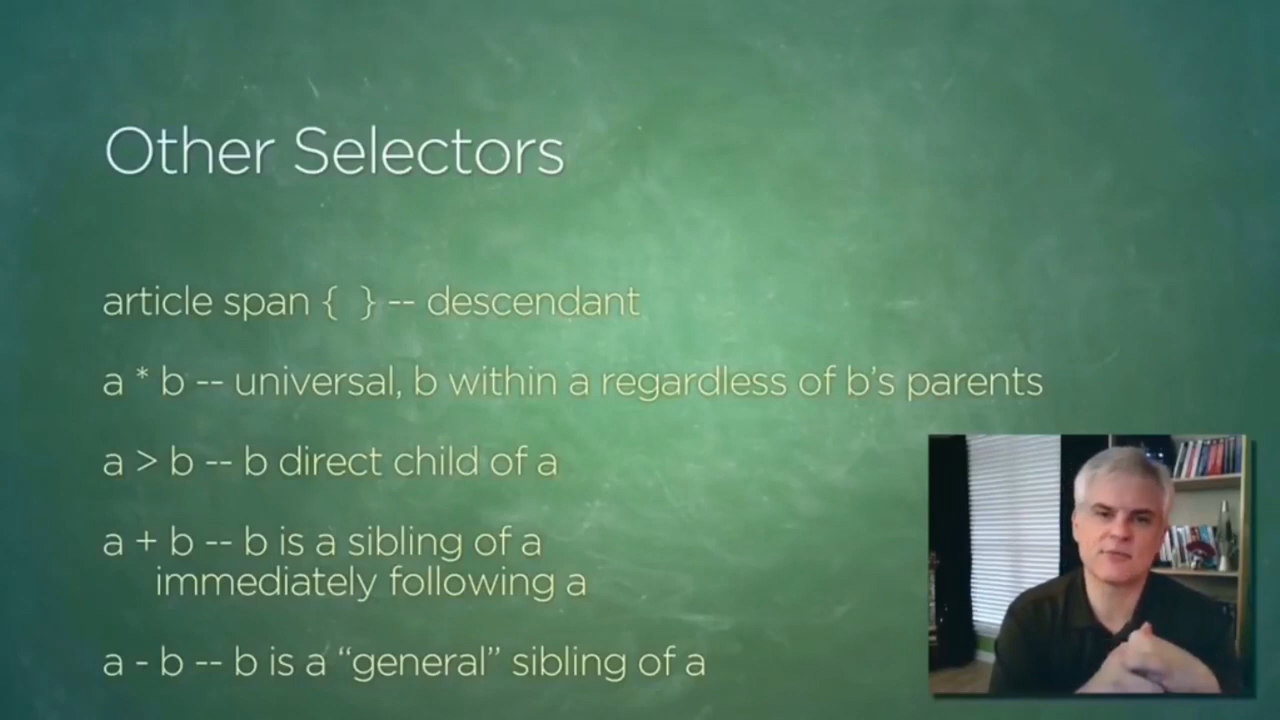 Other Selectors
article span {  } -- descendant
a * b -- universal, b within a regardless of b's parents
a > b -- b direct child of a
a + b -- b is a sibling of a
immediately following a
a - b -- b is a “general” sibling of a